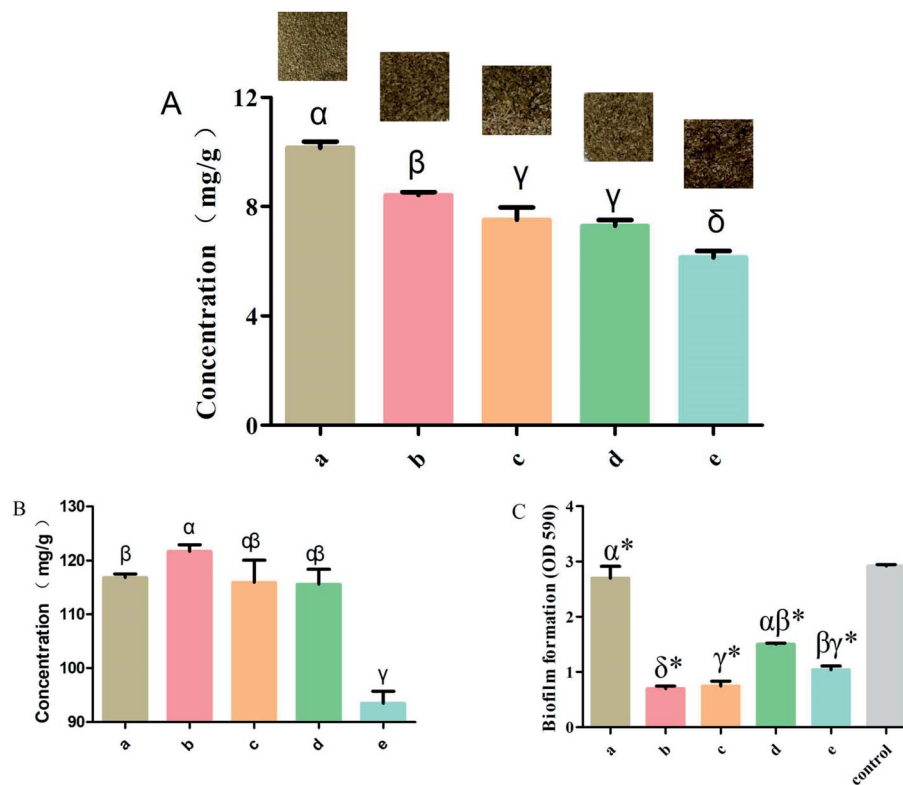 A
Concentration （mg/g）
12
8
4
0
α
β
γ
γ
δ
a
b
c
d
e
B
Concentration （ mg/g ）
130
120
110
100
90
β
α
αβ
αβ
γ
a
b
c
d
e
C
Biofilm formation (OD 590)
4
3
2
1
0
α*
δ*
γ*
αβ*
βγ*
a
b
c
d
e
control